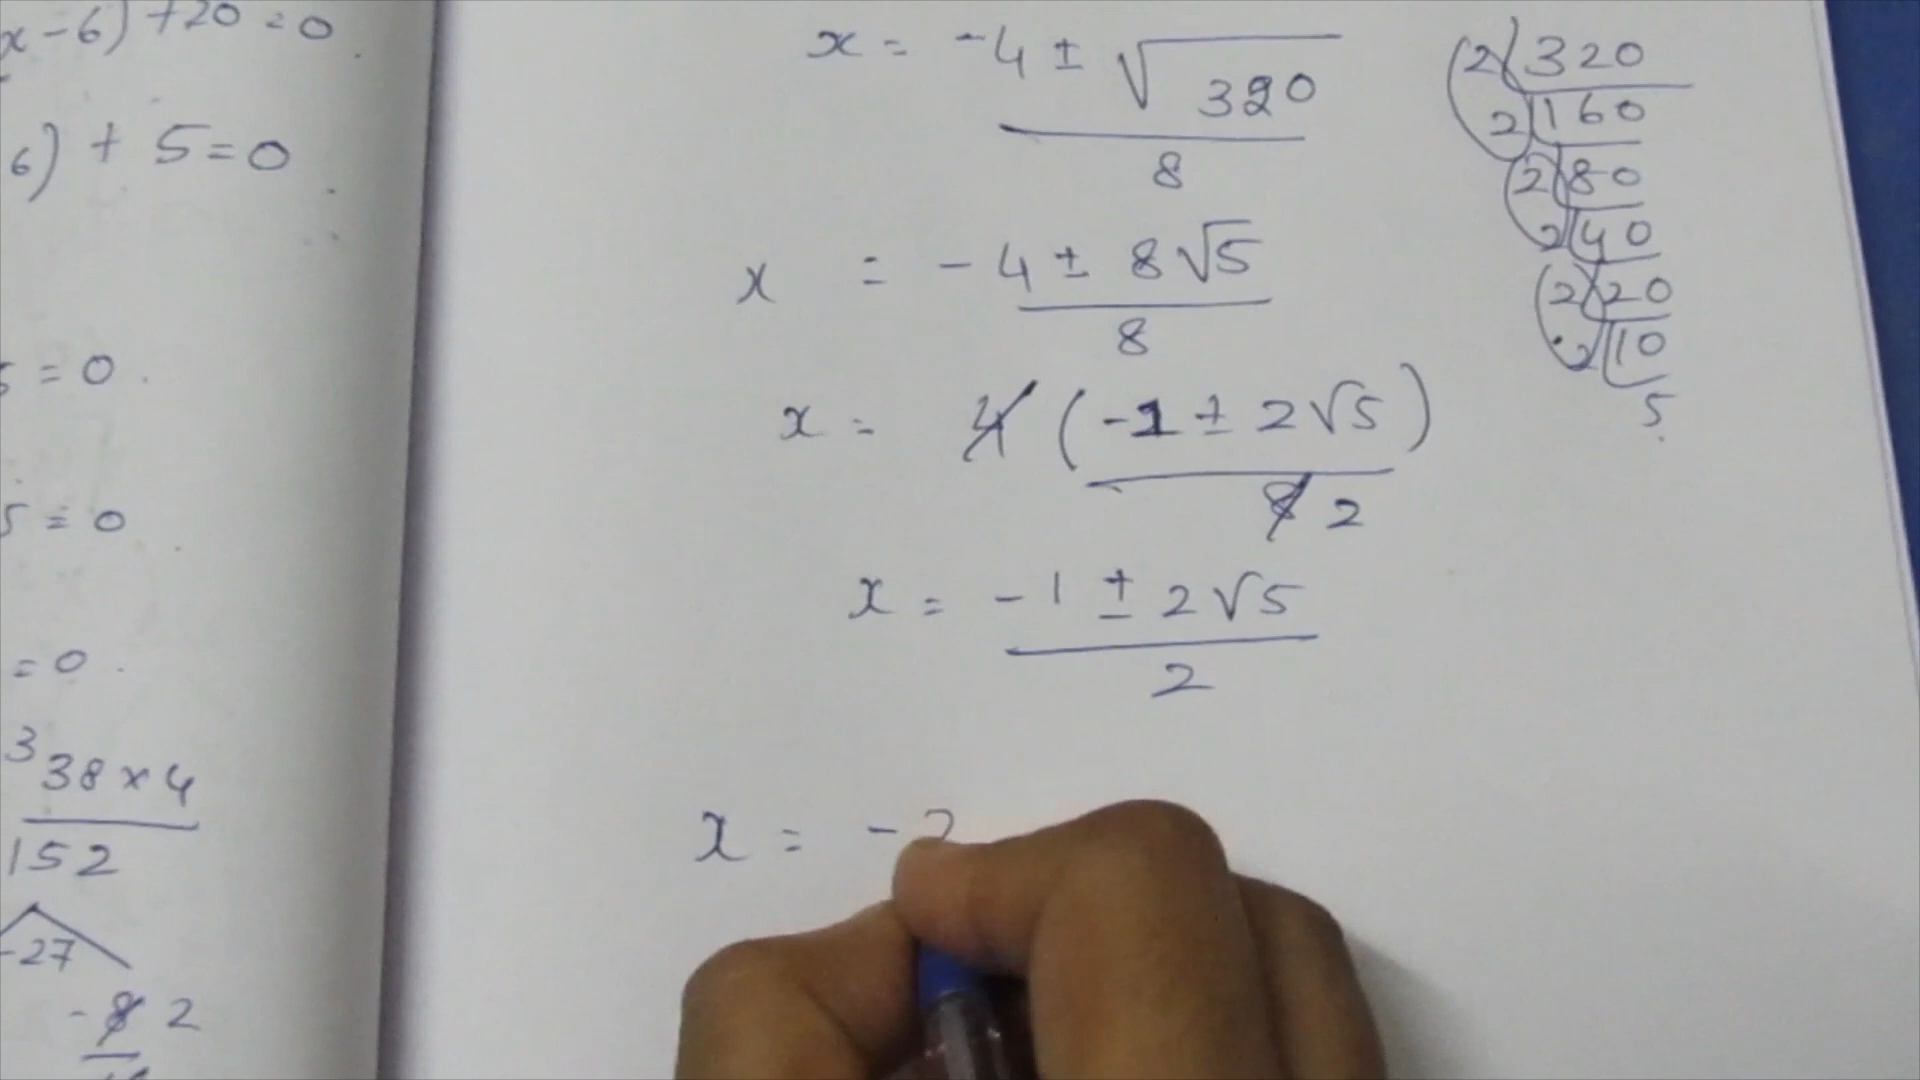 x-6) + 20 = 0
6) + 5 = 0
= 0
5 = 0
= 0
3 38 × 4
152
-27
-8 2
x = -4 ± √320
8
x = -4 ± 8√5
8
x = 4 (-1 ± 2√5)
8 2
x = -1 ± 2√5
2
x = -
2 320
2 160
2 80
2 40
2 20
2 10
5